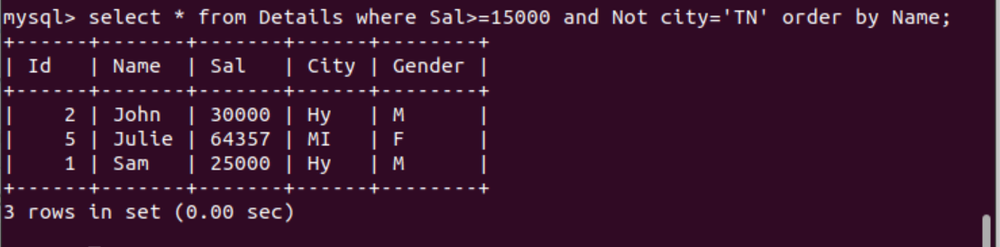 mysql> select * from Details where Sal>=15000 and Not city='TN' order by Name;
+------+-------+-------+------+--------+
| Id   | Name  | Sal   | City | Gender |
+------+-------+-------+------+--------+
|    2 | John  | 30000 | Hy   | M      |
|    5 | Julie | 64357 | MI   | F      |
|    1 | Sam   | 25000 | Hy   | M      |
+------+-------+-------+------+--------+
3 rows in set (0.00 sec)